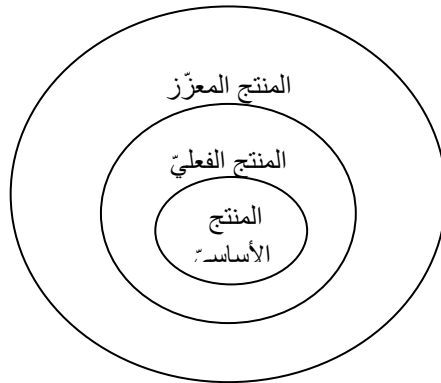 المنتج المعزّز
المنتج الفعليّ
المنتج
الأساسيّ